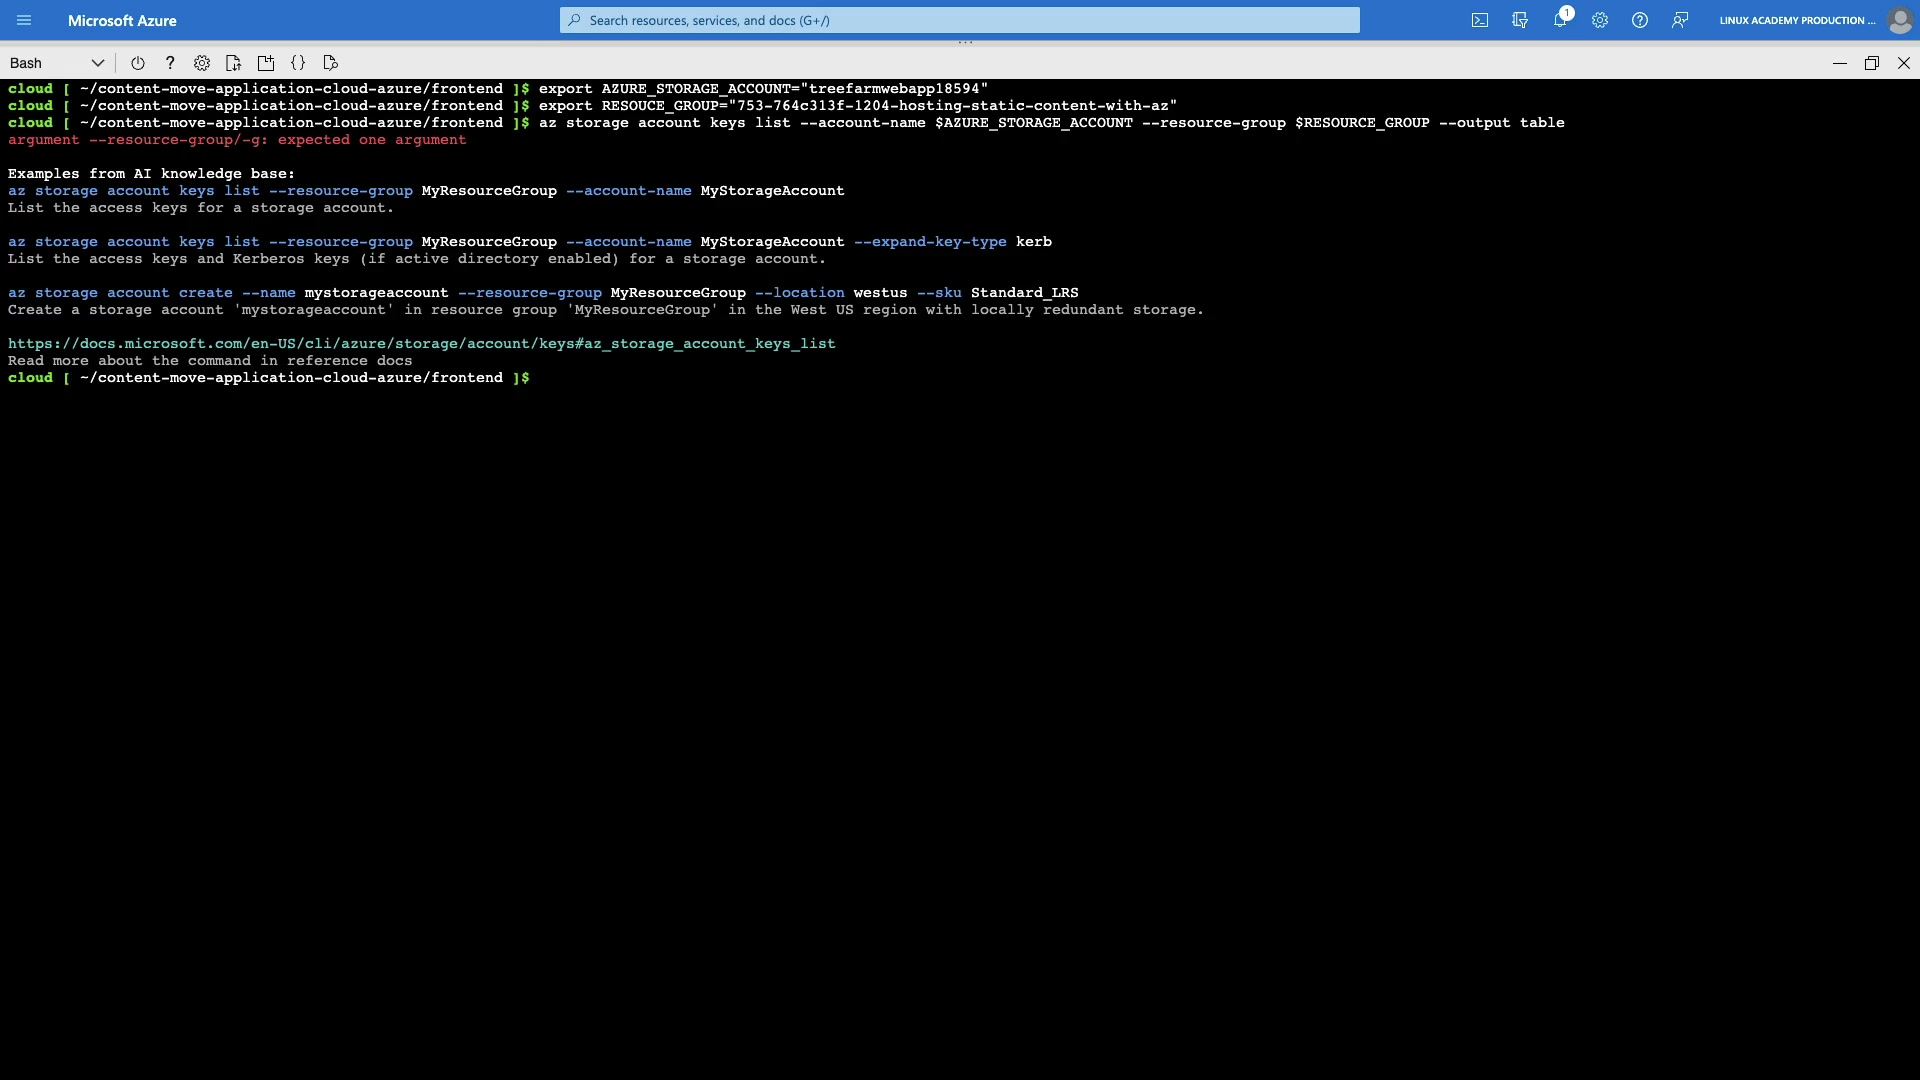 Microsoft Azure
Search resources, services, and docs (G+/)
1
LINUX ACADEMY PRODUCTION ...
Bash
cloud [ ~/content-move-application-cloud-azure/frontend ]$ export AZURE_STORAGE_ACCOUNT="treefarmwebapp18594"
cloud [ ~/content-move-application-cloud-azure/frontend ]$ export RESOUCE_GROUP="753-764c313f-1204-hosting-static-content-with-az"
cloud [ ~/content-move-application-cloud-azure/frontend ]$ az storage account keys list --account-name $AZURE_STORAGE_ACCOUNT --resource-group $RESOURCE_GROUP --output table
argument --resource-group/-g: expected one argument
Examples from AI knowledge base:
az storage account keys list --resource-group MyResourceGroup --account-name MyStorageAccount
List the access keys for a storage account.
az storage account keys list --resource-group MyResourceGroup --account-name MyStorageAccount --expand-key-type kerb
List the access keys and Kerberos keys (if active directory enabled) for a storage account.
az storage account create --name mystorageaccount --resource-group MyResourceGroup --location westus --sku Standard_LRS
Create a storage account 'mystorageaccount' in resource group 'MyResourceGroup' in the West US region with locally redundant storage.
https://docs.microsoft.com/en-US/cli/azure/storage/account/keys#az_storage_account_keys_list
Read more about the command in reference docs
cloud [ ~/content-move-application-cloud-azure/frontend ]$